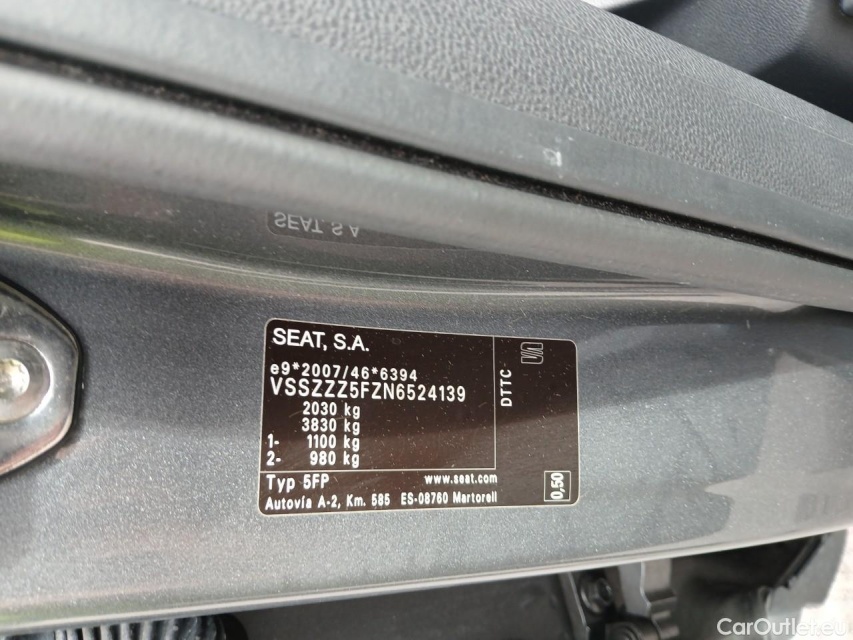 SEAT, S.A.
e9*2007/46*6394
VSSZZZ5FZN6524139
2030 kg
3830 kg
1- 1100 kg
2- 980 kg
DTTC
Typ 5FP www.seat.com
Autovía A-2, Km. 585 ES-08760 Martorell
0,50
SEAT S A
CarOutlet.eu